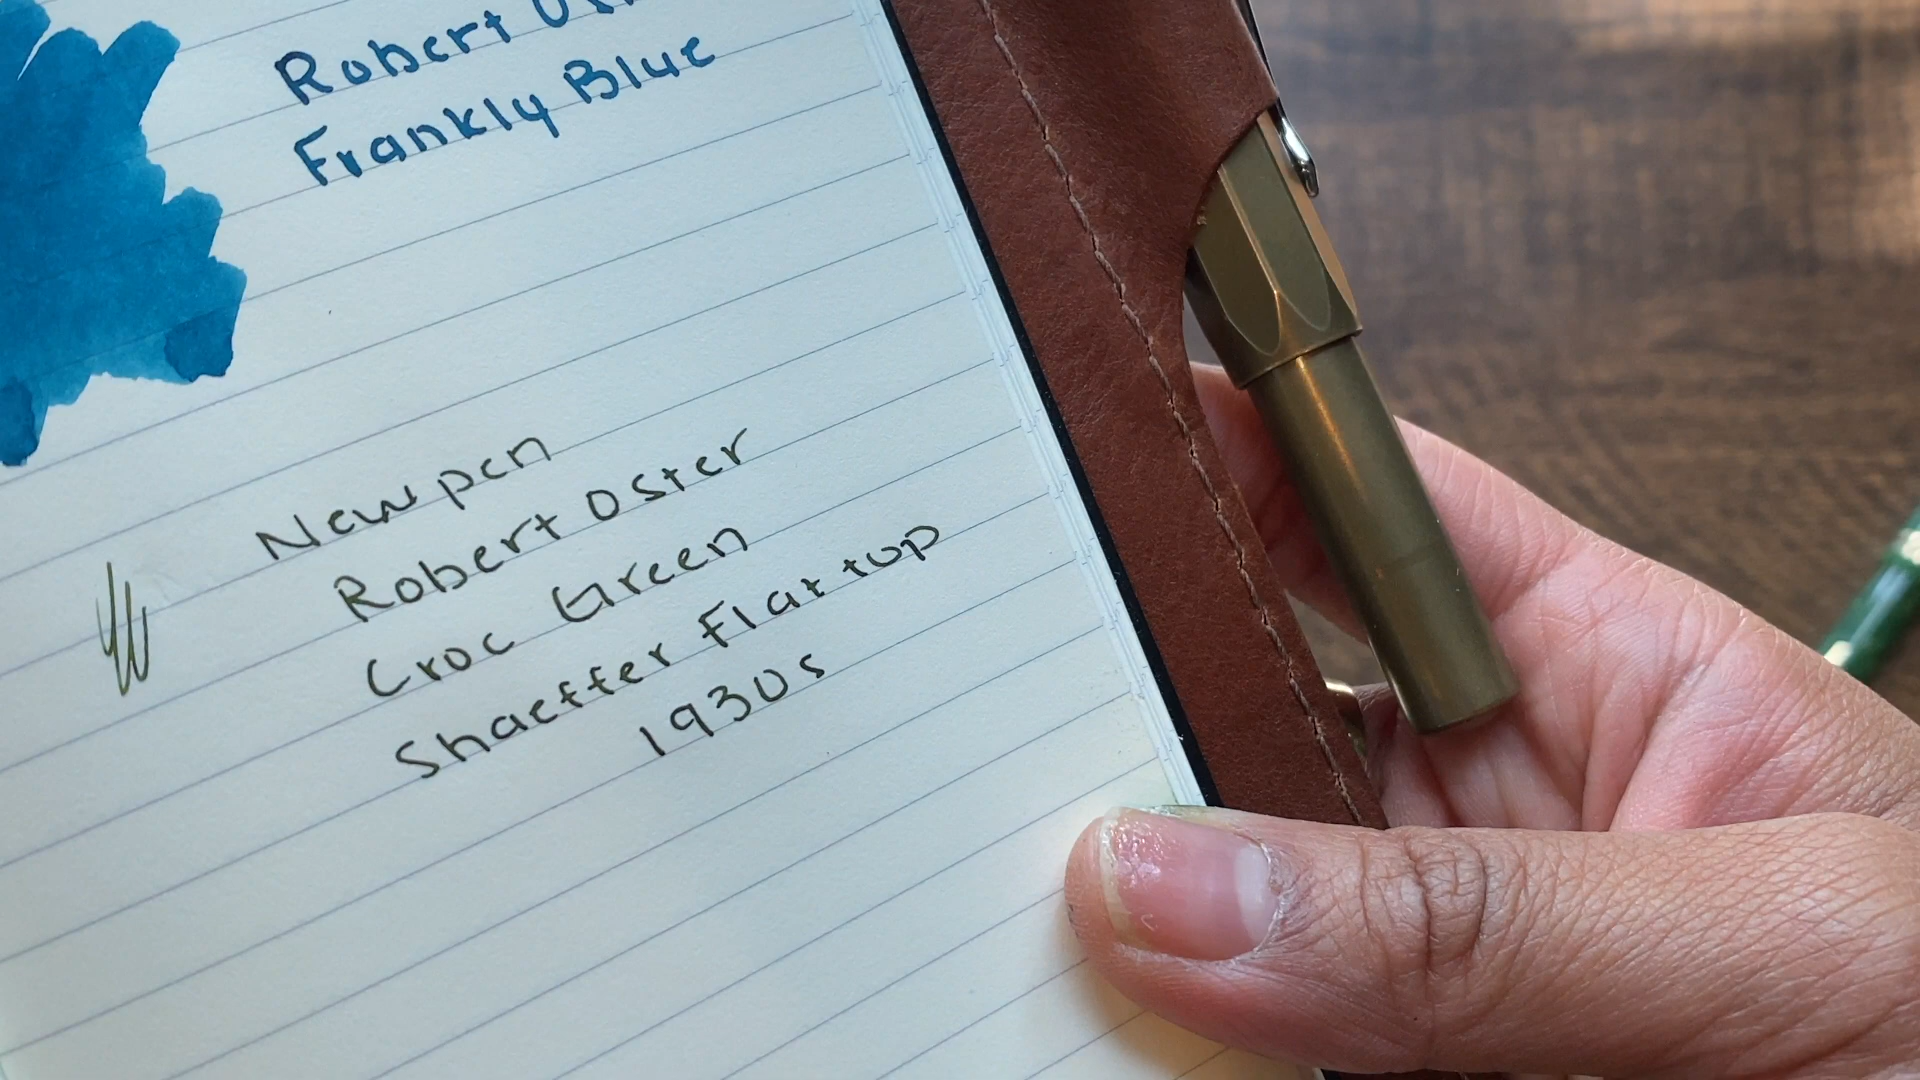 Robert
Frankly Blue
New pen
Robert Oster
Croc Green
Shaeffer Flat top
1930s